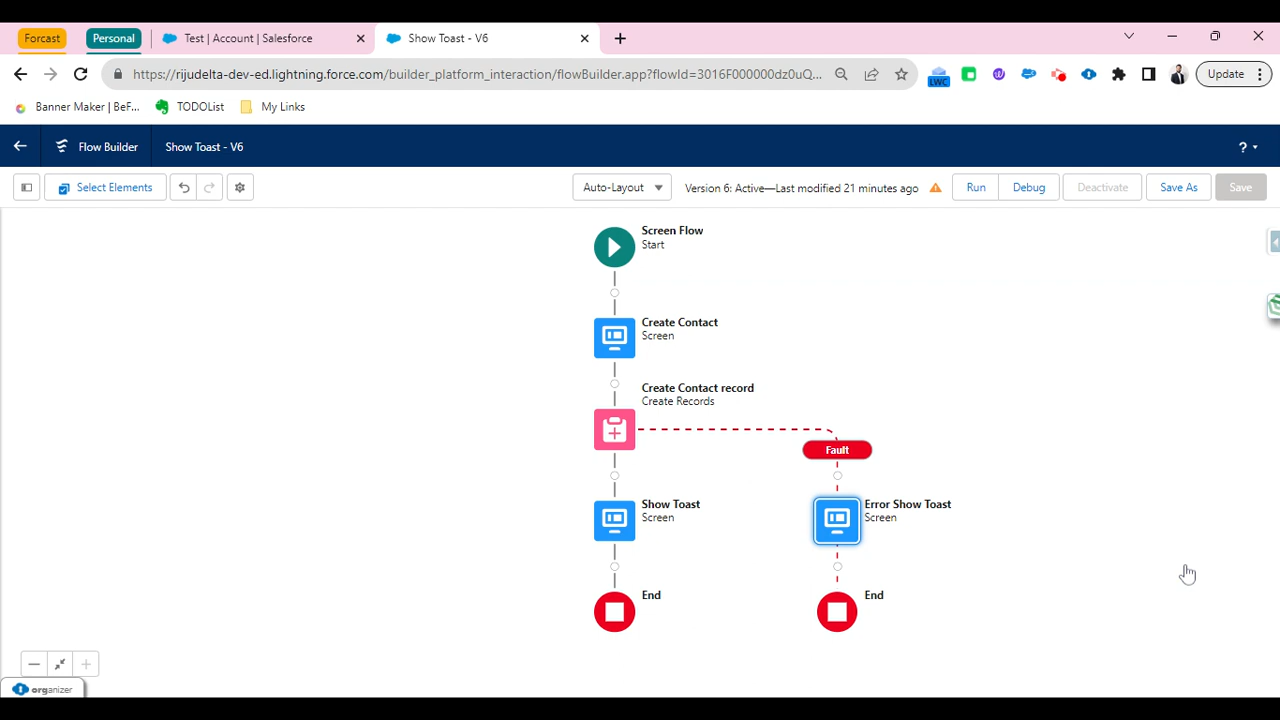 Forcast
Personal
Test | Account | Salesforce
Show Toast - V6
https://rijudelta-dev-ed.lightning.force.com/builder_platform_interaction/flowBuilder.app?flowId=3016F000000dzQuQ...
LWC
Update
Banner Maker | BeF...
TODOList
My Links
Flow Builder
Show Toast - V6
?
Select Elements
Auto-Layout
Version 6: Active—Last modified 21 minutes ago
Run
Debug
Deactivate
Save As
Save
Screen Flow
Start
Create Contact
Screen
Create Contact record
Create Records
Fault
Show Toast
Screen
Error Show Toast
Screen
End
End
organizer